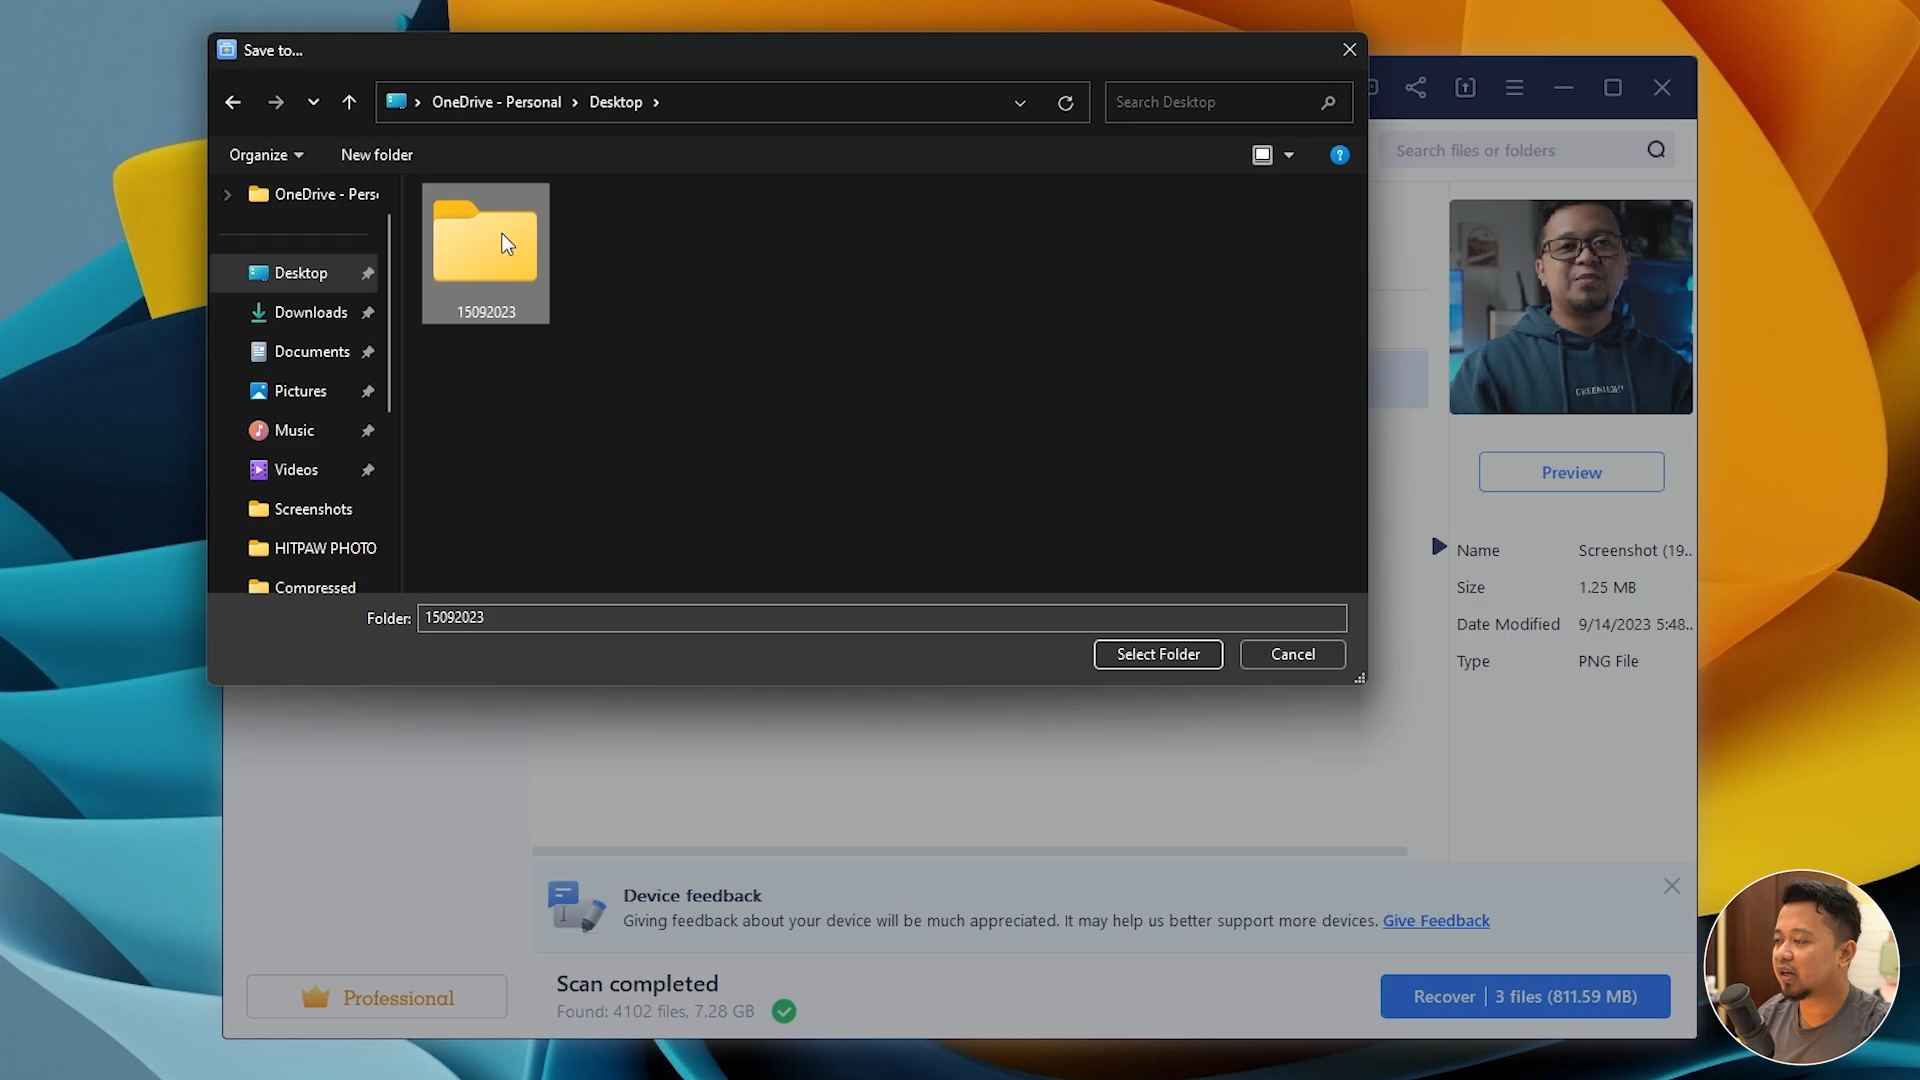 Save to...
OneDrive - Personal > Desktop >
Search Desktop
Organize
New folder
?
Search files or folders
OneDrive - Pers
Desktop
Downloads
Documents
Pictures
Music
Videos
Screenshots
HITPAW PHOTO
Compressed
15092023
GREENLIGHT
Preview
Name Screenshot (19..
Size 1.25 MB
Date Modified 9/14/2023 5:48..
Type PNG File
Folder: 15092023
Select Folder
Cancel
Device feedback
Giving feedback about your device will be much appreciated. It may help us better support more devices. Give Feedback
Professional
Scan completed
Found: 4102 files, 7.28 GB
Recover | 3 files (811.59 MB)